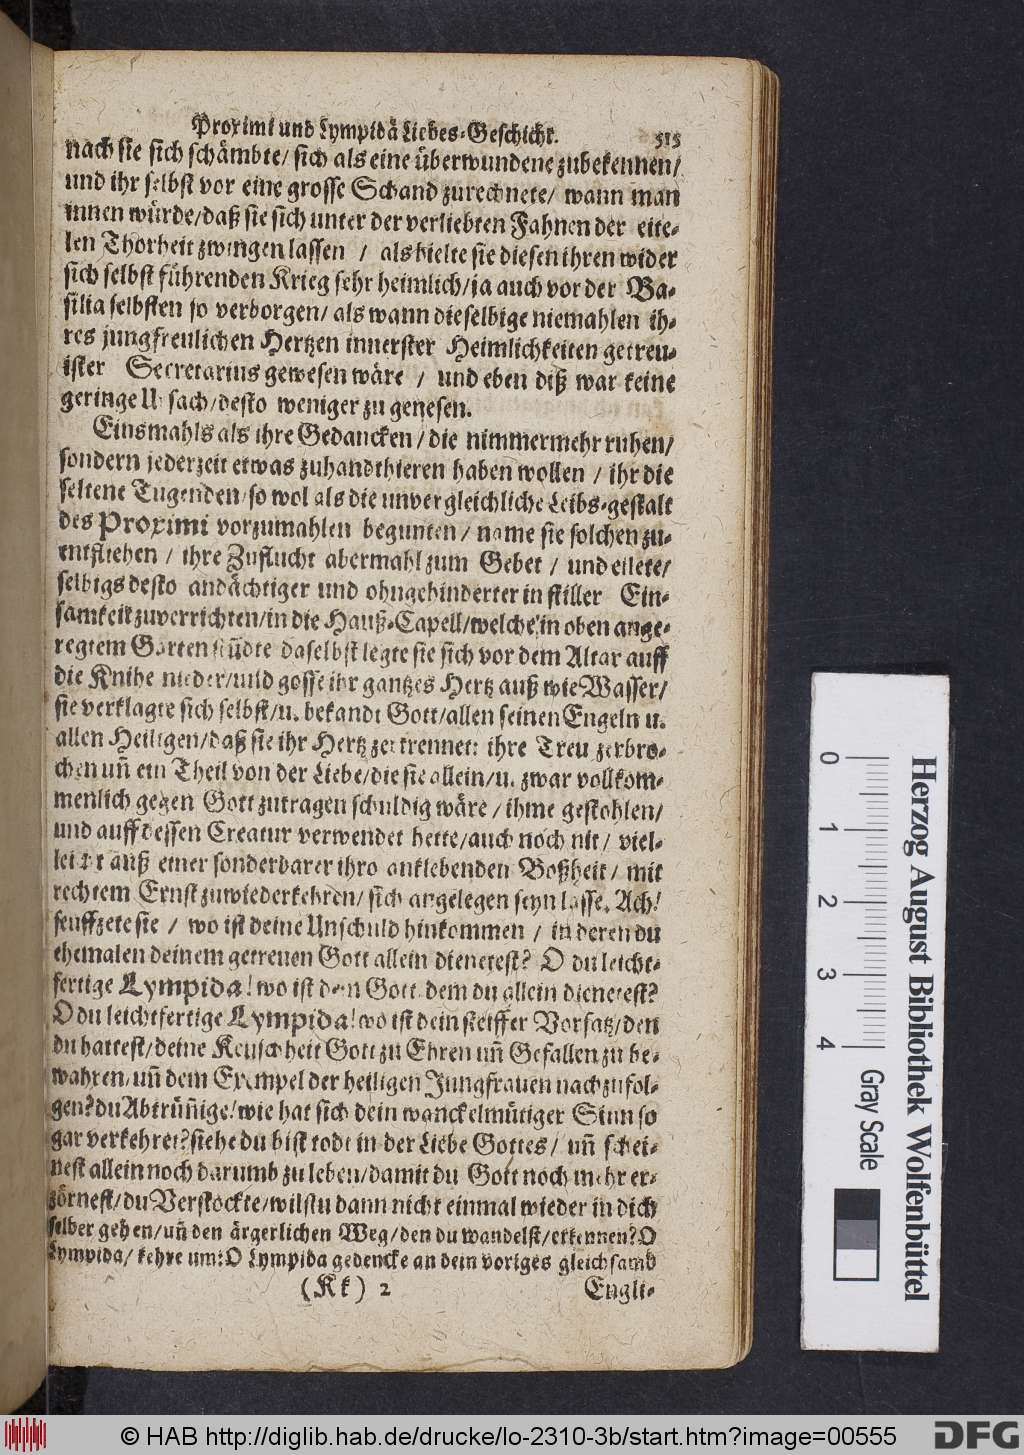 Proximi und Lympidä Liebes-Geschicht. 515
nach sie sich schämbte/ sich als eine überwundene zubekennen/
und ihr selbst vor eine grosse Schand zurechnete/ wann man
innen würde/daß sie sich unter der verliebten Fahnen der eite-
len Thorheit zwingen lassen / als hielte sie diesen ihren wider
sich selbst führenden Krieg sehr heimlich/ja auch vor der Ba-
silia selbsten so verborgen/ als wann dieselbige niemahlen ih-
res jungfreulichen Hertzen innerster Heimlichkeiten getreu-
ister Secretarius gewesen wäre / und eben diß war keine
geringe Ursach/desto weniger zu genesen.
Einsmahls als ihre Gedancken/die nimmermehr ruhen/
sondern jederzeit etwas zuhandthieren haben wollen / ihr die
seltene Tugenden/so wol als die unvergleichliche Leibs-gestalt
des Proximi vorzumahlen begunten/ name sie solchen zu-
entfliehen / ihre Zuflucht abermahl zum Gebet / und eilete/
selbigs desto andächtiger und ohngehinderter in stiller Ein-
samkeit zuverrichten/in die Hauß-Capell/welche in oben ange-
regtem Garten stüdte daselbst legte sie sich vor dem Altar auff
die Knihe nieder/und gosse ihr gantzes Hertz auß wie Wasser/
sie verklagte sich selbst/u. bekandt Gott/allen seinen Engeln u.
allen Heiligen/daß sie ihr Hertz zertrennet: ihre Treu zerbro-
chen uñ ein Theil von der Liebe/die sie allein/u. zwar vollkom-
menlich gegen Gott zutragen schuldig wäre / ihme gestohlen/
und auff dessen Creatur verwendet hette/auch noch nit/ viel-
leicht auß einer sonderbarer ihro anklebenden Boßheit/ mit
rechtem Ernst zuwiederkehren/ sich angelegen seyn lasse. Ach!
seuffzete sie / wo ist deine Unschuld hinkommen / in deren du
ehemalen deinem getreuen Gott allein dienetest? O du leicht-
fertige Lympida! wo ist dein Gott dem du allein dienetest?
O du leichtfertige Lympida! wo ist dein steiffer Vorsatz/den
du hattest/deine Keuschheit Gott zu Ehren uñ Gefallen zu be-
wahren/uñ dem Exempel der heiligen Jungfrauen nachzufol-
gen? du Abtrüñige! wie hat sich dein wanckelmütiger Sinn so
gar verkehret? siehe du bist todt in der Liebe Gottes/ uñ schei-
nest allein noch darumb zu leben/damit du Gott noch mehr er-
zörnest/du Verstockte/wilstu dann nicht einmal wieder in dich
selber gehen/uñ den ärgerlichen Weg/den du wandelst/erkennen? O
Lympida/ kehre um: O Lympida gedencke an dein voriges gleichsamb
(Kk) 2 Engli-
0 1 2 3 4
Gray Scale
Herzog August Bibliothek Wolfenbüttel
© HAB http://diglib.hab.de/drucke/lo-2310-3b/start.htm?image=00555
DFG